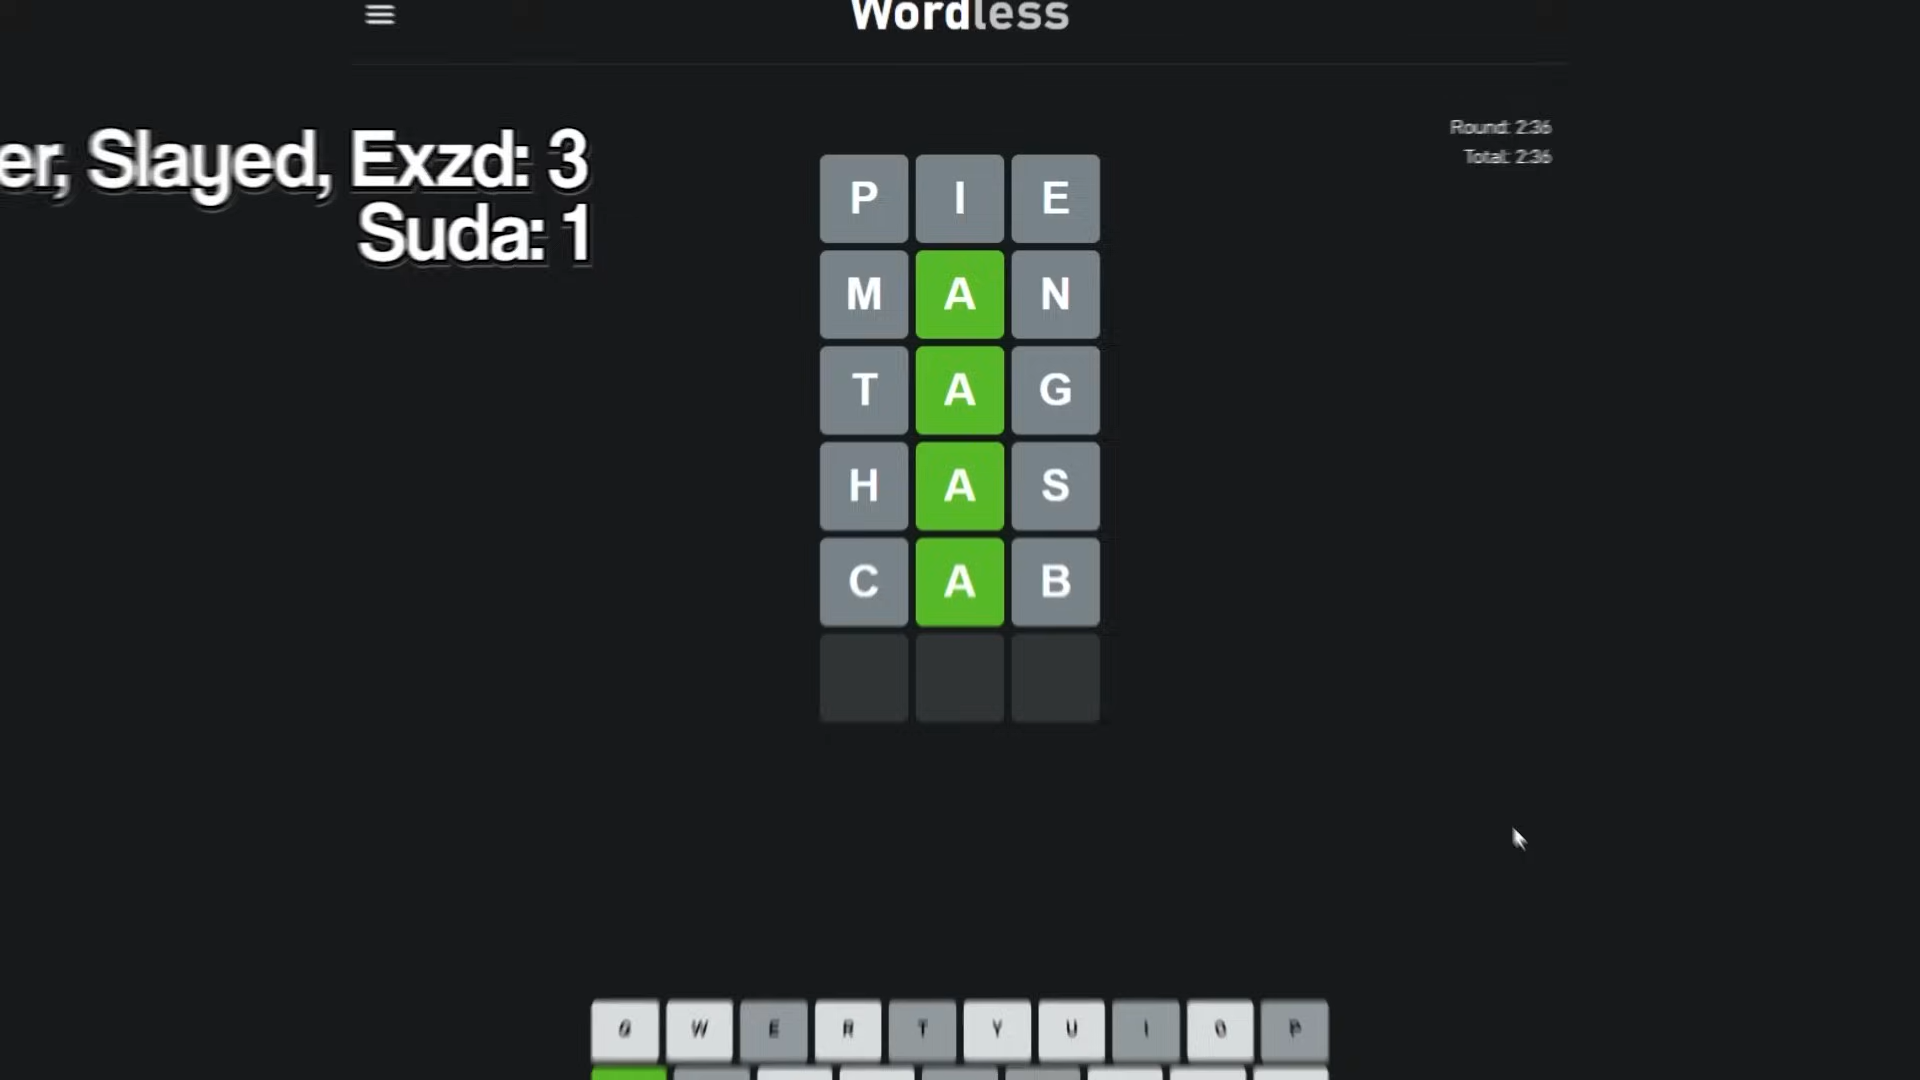 Wordless
er, Slayed, Exzd: 3
Suda: 1
Round: 2:36
Total: 2:36
P I E
M A N
T A G
H A S
C A B
Q W E R T Y U I O P